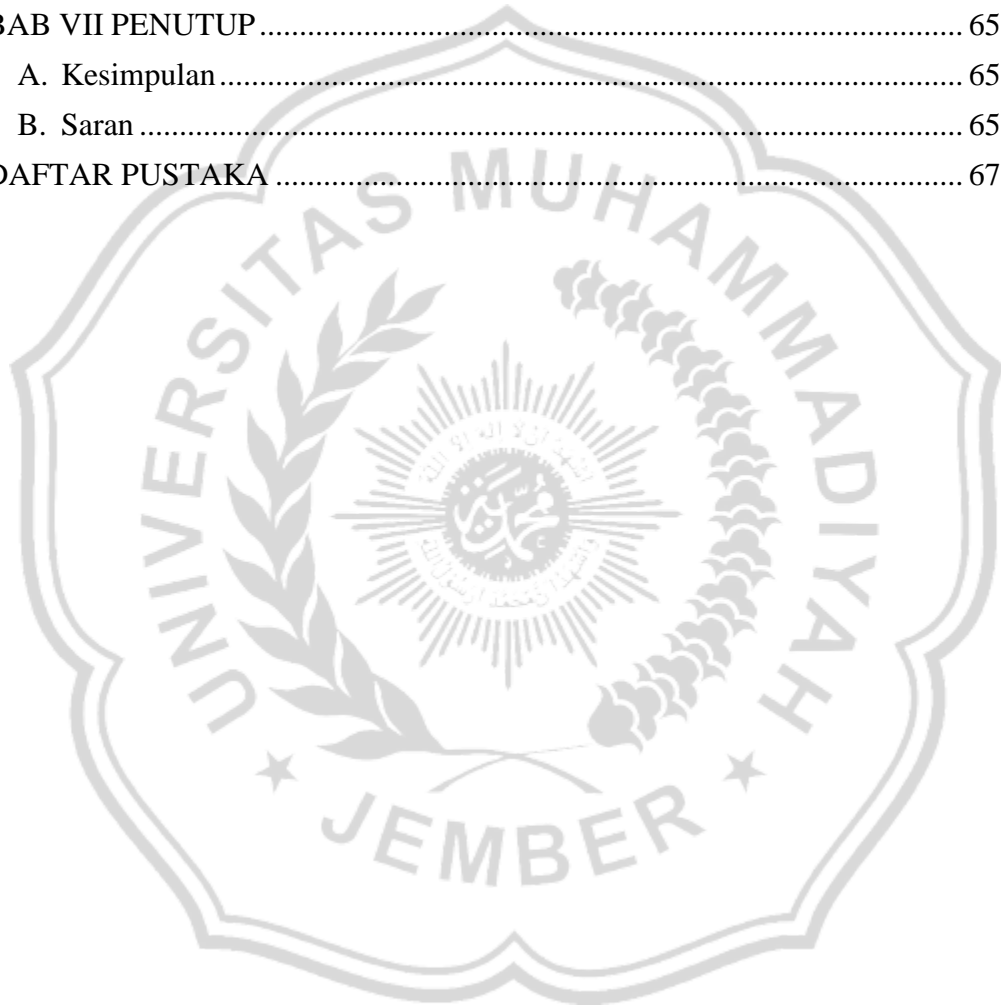 BAB VII PENUTUP ........................................................................................... 65
A. Kesimpulan ................................................................................................ 65
B. Saran .......................................................................................................... 65
DAFTAR PUSTAKA ......................................................................................... 67
UNIVERSITAS MUHAMMADIYAH
JEMBER